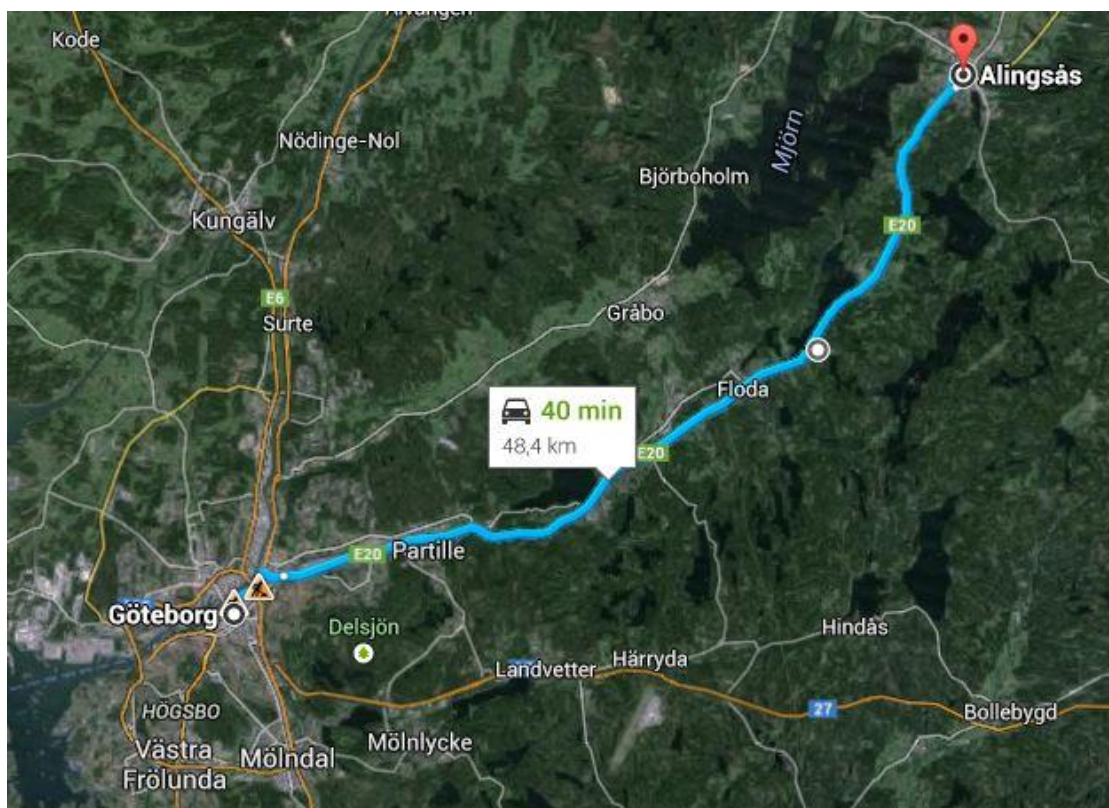 Älvängen
Kode
Alingsås
Nödinge-Nol
Mjörn
Björboholm
Kungälv
E20
E6
Surte
Gråbo
Floda
40 min
48,4 km
E20
Partille
E20
Göteborg
Delsjön
Hindås
Landvetter
Härryda
HÖGSBO
27
Bollebygd
Västra
Frölunda
Mölndal
Mölnlycke